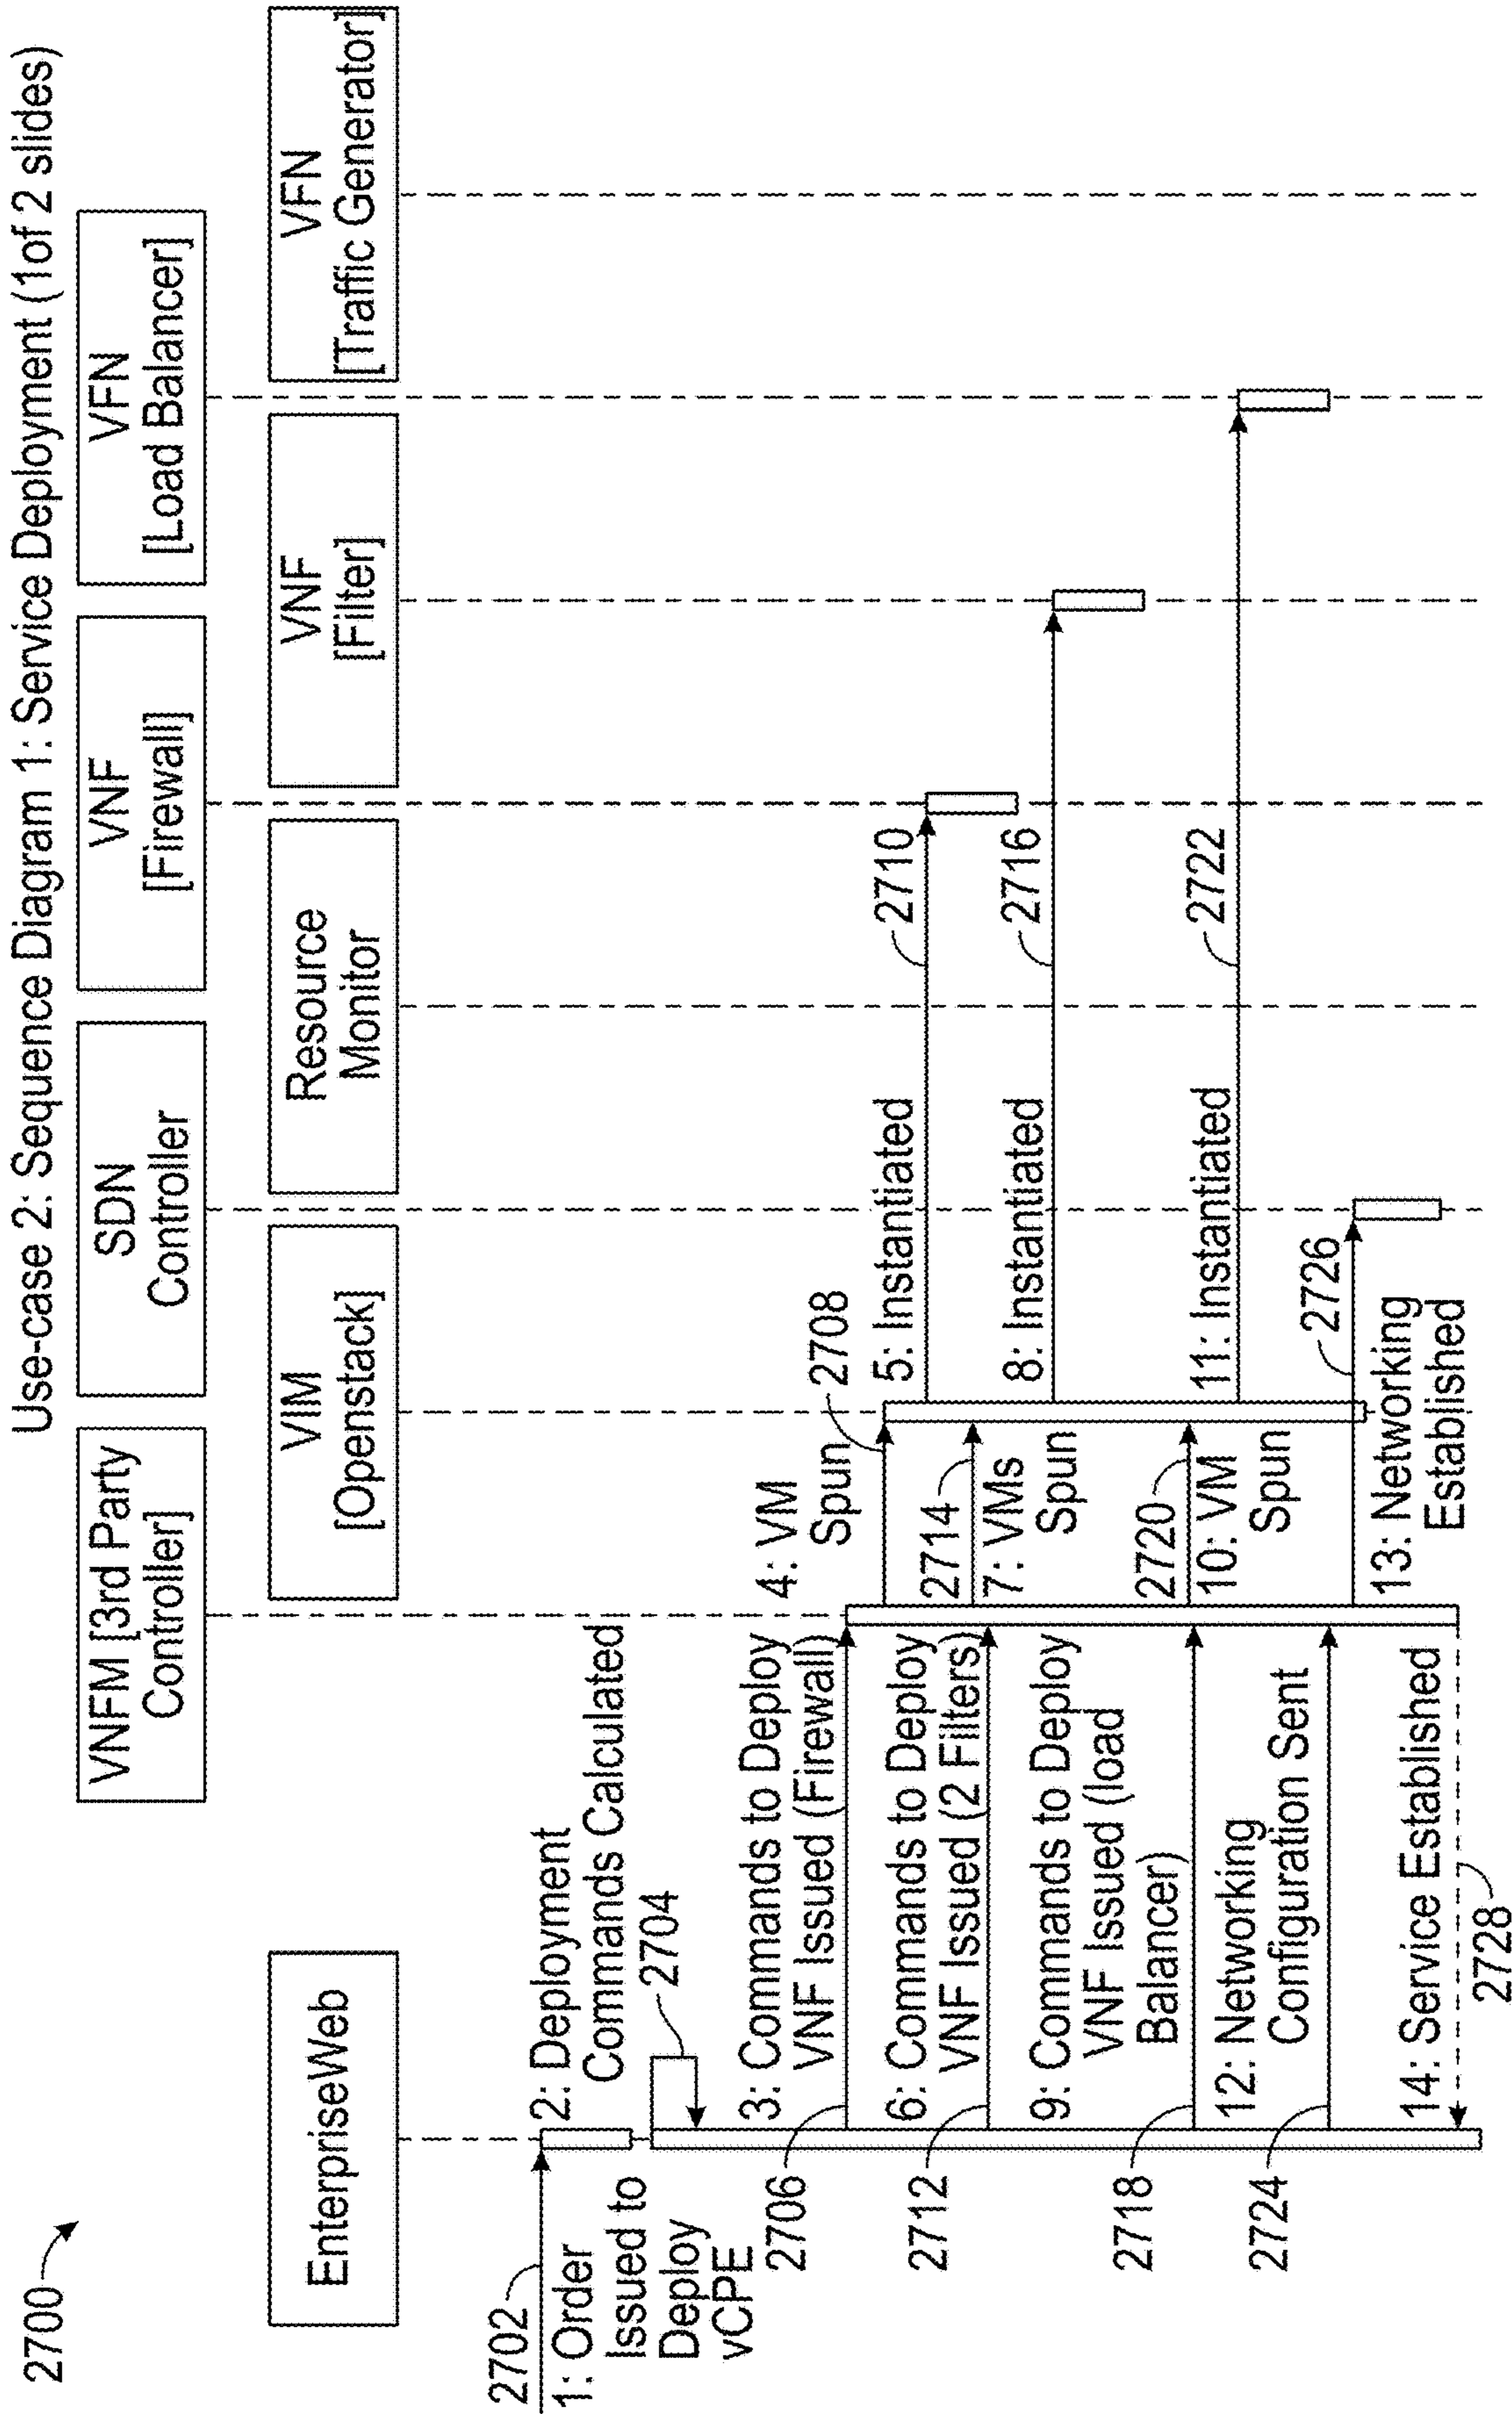 2700
Use-case 2: Sequence Diagram 1: Service Deployment (1of 2 slides)
VNFM [3rd Party
Controller]
SDN
Controller
VNF
[Firewall]
VFN
[Load Balancer]
EnterpriseWeb
VIM
[Openstack]
Resource
Monitor
VNF
[Filter]
VFN
[Traffic Generator]
2702
1: Order
Issued to
Deploy
vCPE
2: Deployment
Commands Calculated
2704
3: Commands to Deploy
VNF Issued (Firewall)
2706
4: VM
Spun
2708
5: Instantiated
2710
6: Commands to Deploy
VNF Issued (2 Filters)
2712
2714
7: VMs
Spun
8: Instantiated
2716
9: Commands to Deploy
VNF Issued (load
Balancer)
2718
2720
10: VM
Spun
11: Instantiated
2722
12: Networking
Configuration Sent
2724
2726
13: Networking
Established
14: Service Established
2728